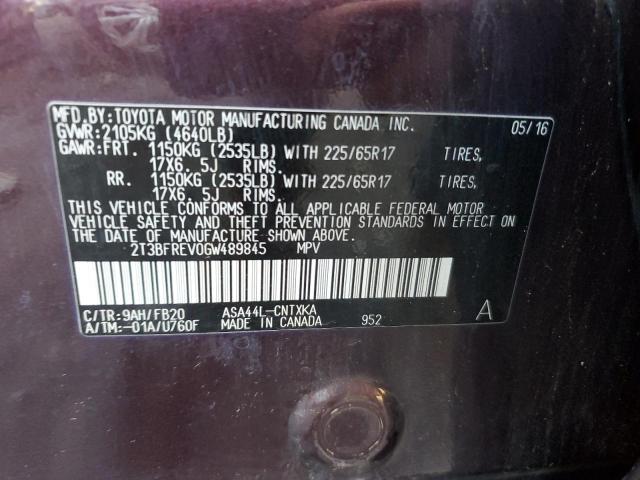 MFD.BY:TOYOTA MOTOR MANUFACTURING CANADA INC.
GVWR:2105KG (4640LB) 05/16
GAWR:FRT. 1150KG (2535LB) WITH 225/65R17 TIRES,
17X6. 5J RIMS.
RR. 1150KG (2535LB) WITH 225/65R17 TIRES,
17X6. 5J RIMS.
THIS VEHICLE CONFORMS TO ALL APPLICABLE FEDERAL MOTOR
VEHICLE SAFETY AND THEFT PREVENTION STANDARDS IN EFFECT ON
THE DATE OF MANUFACTURE SHOWN ABOVE.
2T3BFREV0GW489845 MPV
C/TR:9AH/FB20 ASA44L-CNTXKA A
A/TM:-01A/U760F MADE IN CANADA 952